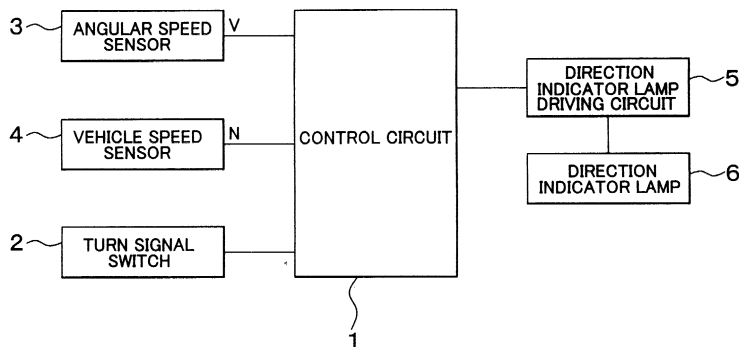 3
ANGULAR SPEED
SENSOR
V
4
VEHICLE SPEED
SENSOR
N
2
TURN SIGNAL
SWITCH
CONTROL CIRCUIT
1
DIRECTION
INDICATOR LAMP
DRIVING CIRCUIT
5
DIRECTION
INDICATOR LAMP
6